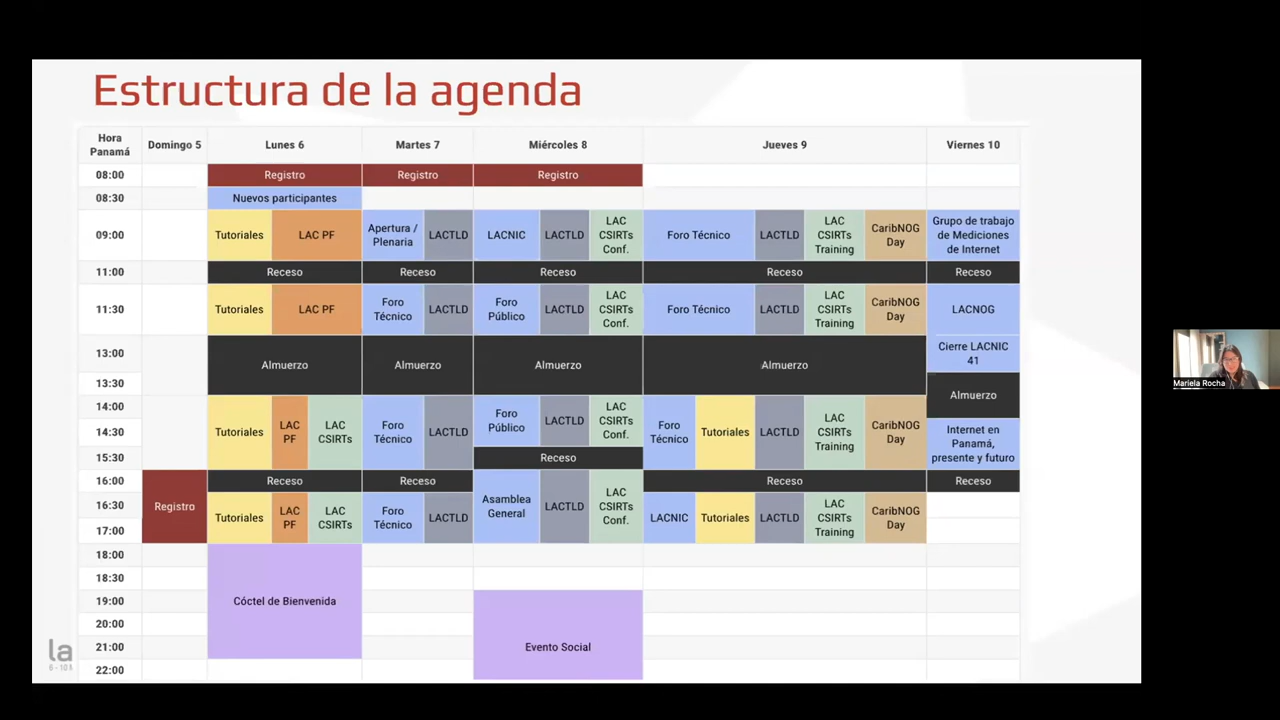 Estructura de la agenda
Hora
Panamá
Domingo 5
Lunes 6
Martes 7
Miércoles 8
Jueves 9
Viernes 10
08:00
Registro
Registro
Registro
08:30
Nuevos participantes
09:00
Tutoriales
LAC PF
Apertura /
Plenaria
LACTLD
LACNIC
LACTLD
LAC
CSIRTs
Conf.
Foro Técnico
LACTLD
LAC
CSIRTs
Training
CaribNOG
Day
Grupo de trabajo
de Mediciones
de Internet
11:00
Receso
Receso
Receso
Receso
Receso
11:30
Tutoriales
LAC PF
Foro
Técnico
LACTLD
Foro
Público
LACTLD
LAC
CSIRTs
Conf.
Foro Técnico
LACTLD
LAC
CSIRTs
Training
CaribNOG
Day
LACNOG
13:00
Almuerzo
Almuerzo
Almuerzo
Almuerzo
Cierre LACNIC
41
13:30
Almuerzo
14:00
14:30
Tutoriales
LAC
PF
LAC
CSIRTs
Foro
Técnico
LACTLD
Foro
Público
LACTLD
LAC
CSIRTs
Conf.
Foro
Técnico
Tutoriales
LACTLD
LAC
CSIRTs
Training
CaribNOG
Day
Internet en
Panamá,
presente y futuro
15:30
Receso
16:00
Receso
Receso
Receso
Receso
16:30
Registro
Tutoriales
LAC
PF
LAC
CSIRTs
Foro
Técnico
LACTLD
Asamblea
General
LACTLD
LAC
CSIRTs
Conf.
LACNIC
Tutoriales
LACTLD
LAC
CSIRTs
Training
CaribNOG
Day
17:00
18:00
18:30
19:00
Cóctel de Bienvenida
20:00
21:00
Evento Social
22:00
la
Mariela Rocha